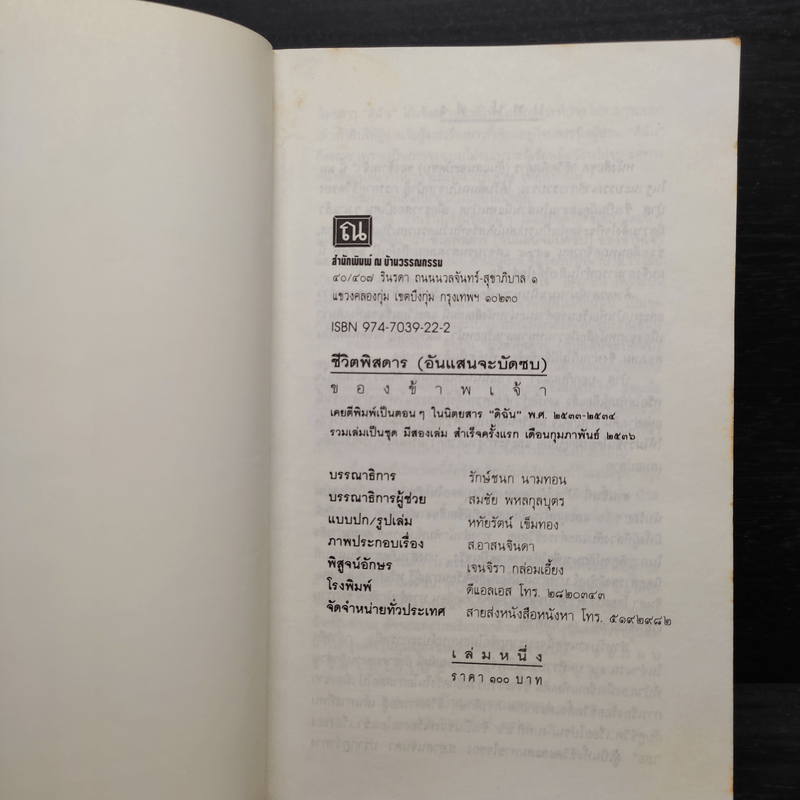 ณ
สำนักพิมพ์ ณ บ้านวรรณกรรม
๔๐/๔๐๗ รินรดา ถนนนวลจันทร์-สุขาภิบาล ๑
แขวงคลองกุ่ม เขตบึงกุ่ม กรุงเทพฯ ๑๐๒๓๐
ISBN 974-7039-22-2
ชีวิตพิสดาร (อันแสนจะบัดซบ)
ของข้าพเจ้า
เคยตีพิมพ์เป็นตอนๆ ในนิตยสาร "ดิฉัน" พ.ศ. ๒๕๓๓-๒๕๓๔
รวมเล่มเป็นชุด มีสองเล่ม สำเร็จครั้งแรก เดือนกุมภาพันธ์ ๒๕๓๖
บรรณาธิการ รักษ์ชนก นามทอน
บรรณาธิการผู้ช่วย สมชัย พหลกุลบุตร
แบบปก/รูปเล่ม หทัยรัตน์ เข็มทอง
ภาพประกอบเรื่อง ส.อาสนจินดา
พิสูจน์อักษร เจนจิรา กล่อมเอี้ยง
โรงพิมพ์ ดีแอลเอส โทร. ๒๘๒๐๓๔๓
จัดจำหน่ายทั่วประเทศ สายส่งหนังสือหนังหา โทร. ๕๑๙๒๙๘๒
เล่มหนึ่ง
ราคา ๑๐๐ บาท